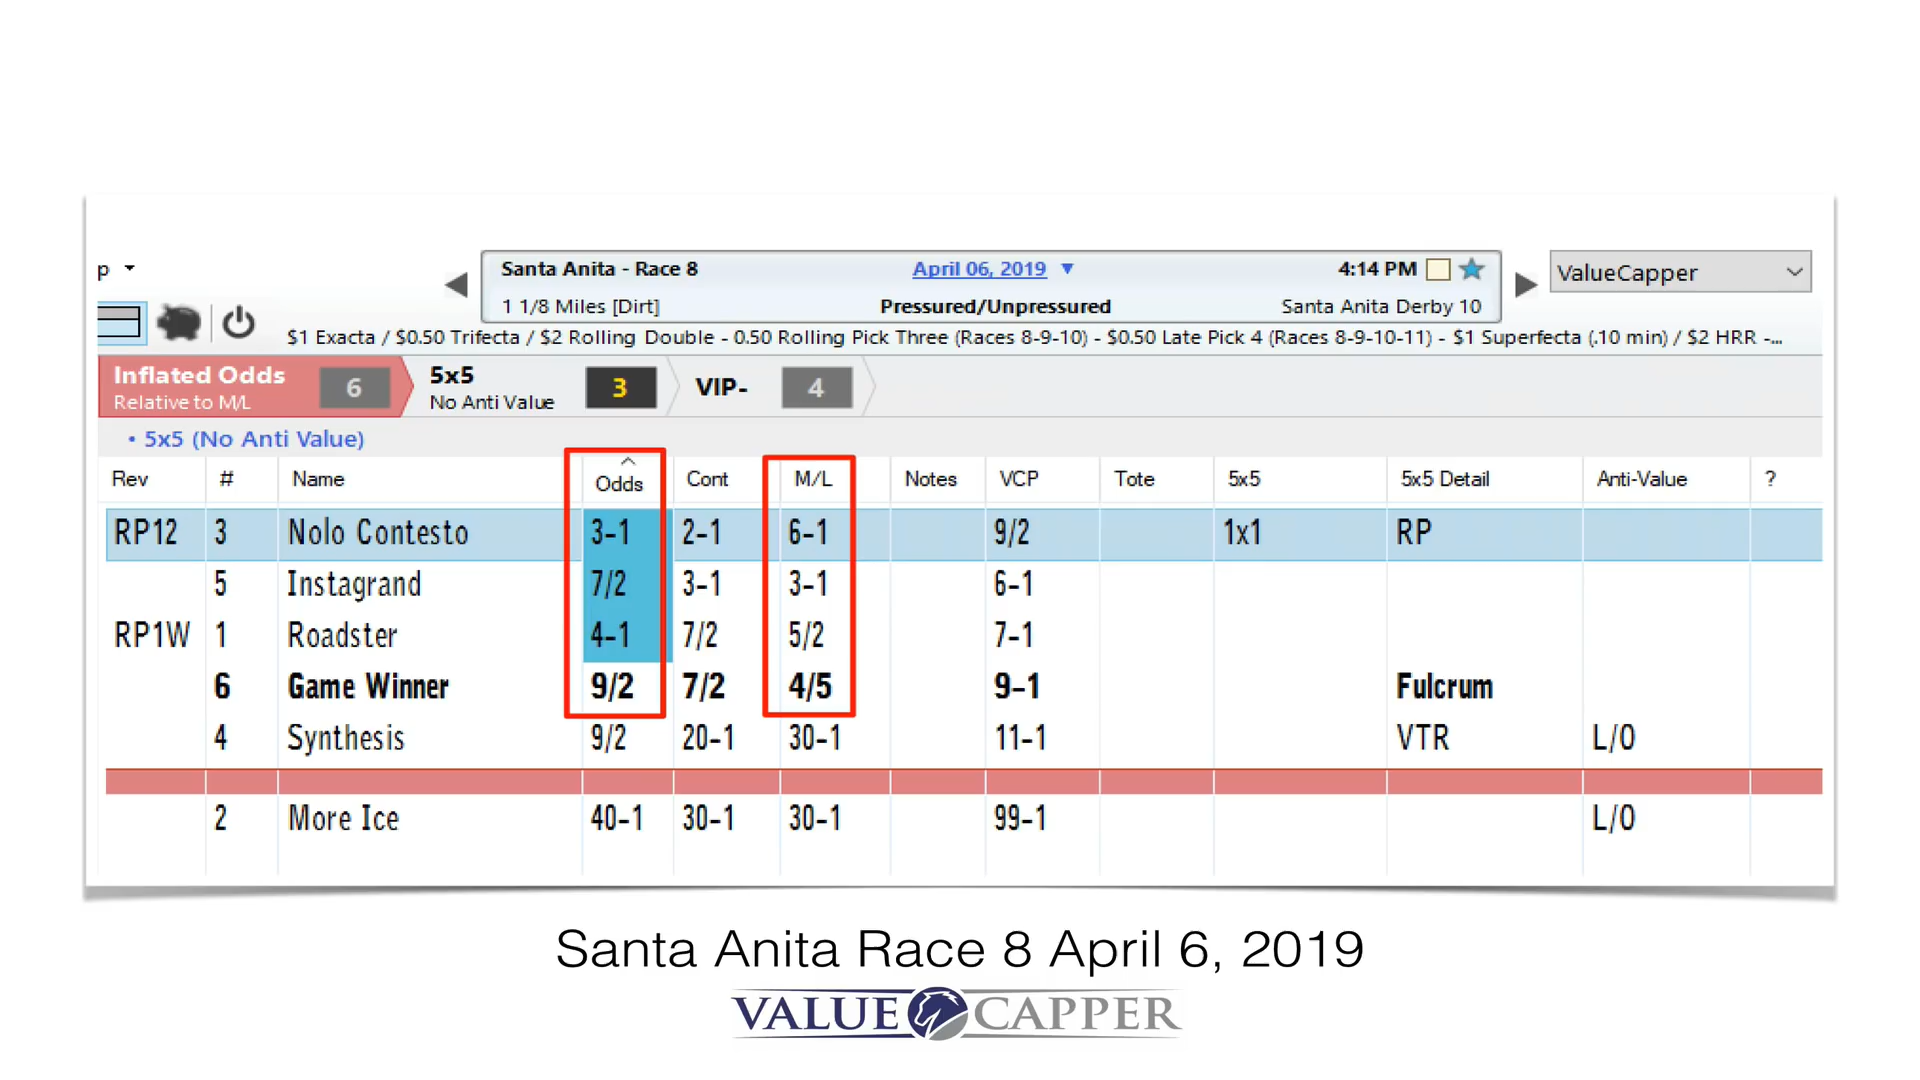 p
Santa Anita - Race 8 April 06, 2019 ▼ 4:14 PM
ValueCapper
1 1/8 Miles [Dirt] Pressured/Unpressured Santa Anita Derby 10
$1 Exacta / $0.50 Trifecta / $2 Rolling Double - 0.50 Rolling Pick Three (Races 8-9-10) - $0.50 Late Pick 4 (Races 8-9-10-11) - $1 Superfecta (.10 min) / $2 HRR -...
Inflated Odds 6 5x5 3 VIP- 4
Relative to M/L No Anti Value
• 5x5 (No Anti Value)
Rev # Name Odds Cont M/L Notes VCP Tote 5x5 5x5 Detail Anti-Value ?
RP12 3 Nolo Contesto 3-1 2-1 6-1 9/2 1x1 RP
5 Instagrand 7/2 3-1 3-1 6-1
RP1W 1 Roadster 4-1 7/2 5/2 7-1
6 Game Winner 9/2 7/2 4/5 9-1 Fulcrum
4 Synthesis 9/2 20-1 30-1 11-1 VTR L/O
2 More Ice 40-1 30-1 30-1 99-1 L/O
Santa Anita Race 8 April 6, 2019
VALUE CAPPER